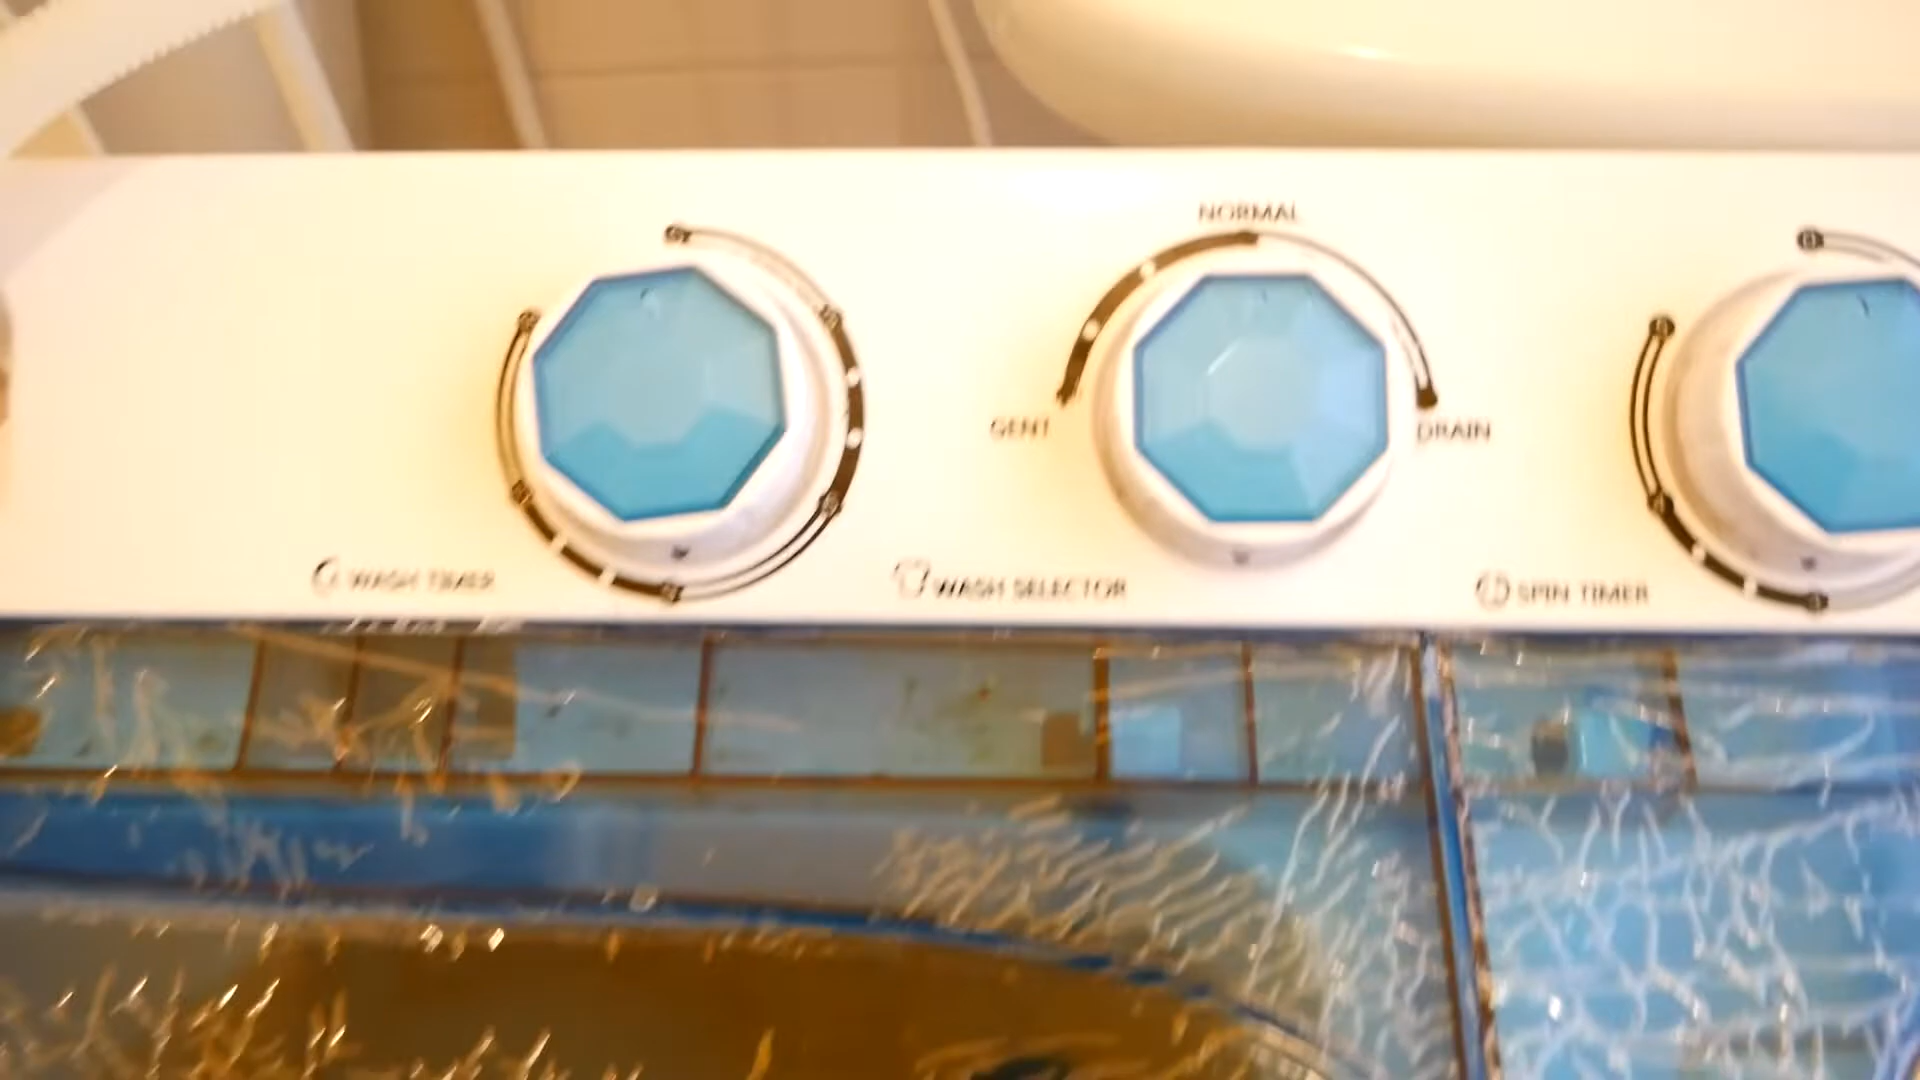 NORMAL
GENT
DRAIN
WASH TIMER
WASH SELECTOR
SPIN TIMER